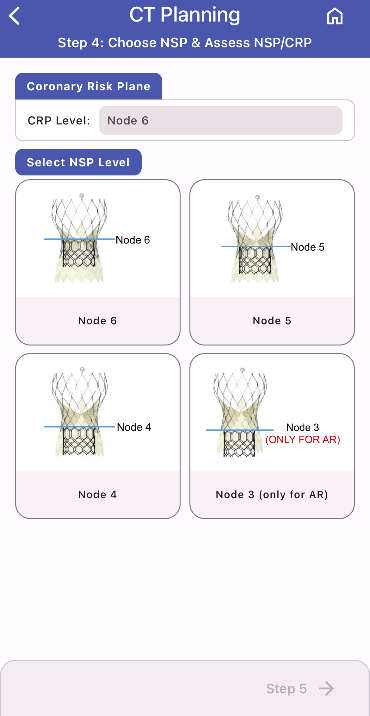 CT Planning
Step 4: Choose NSP & Assess NSP/CRP
Coronary Risk Plane
CRP Level:
Node 6
Select NSP Level
Node 6
Node 6
Node 5
Node 5
Node 4
Node 4
Node 3
(ONLY FOR AR)
Node 3 (only for AR)
Step 5